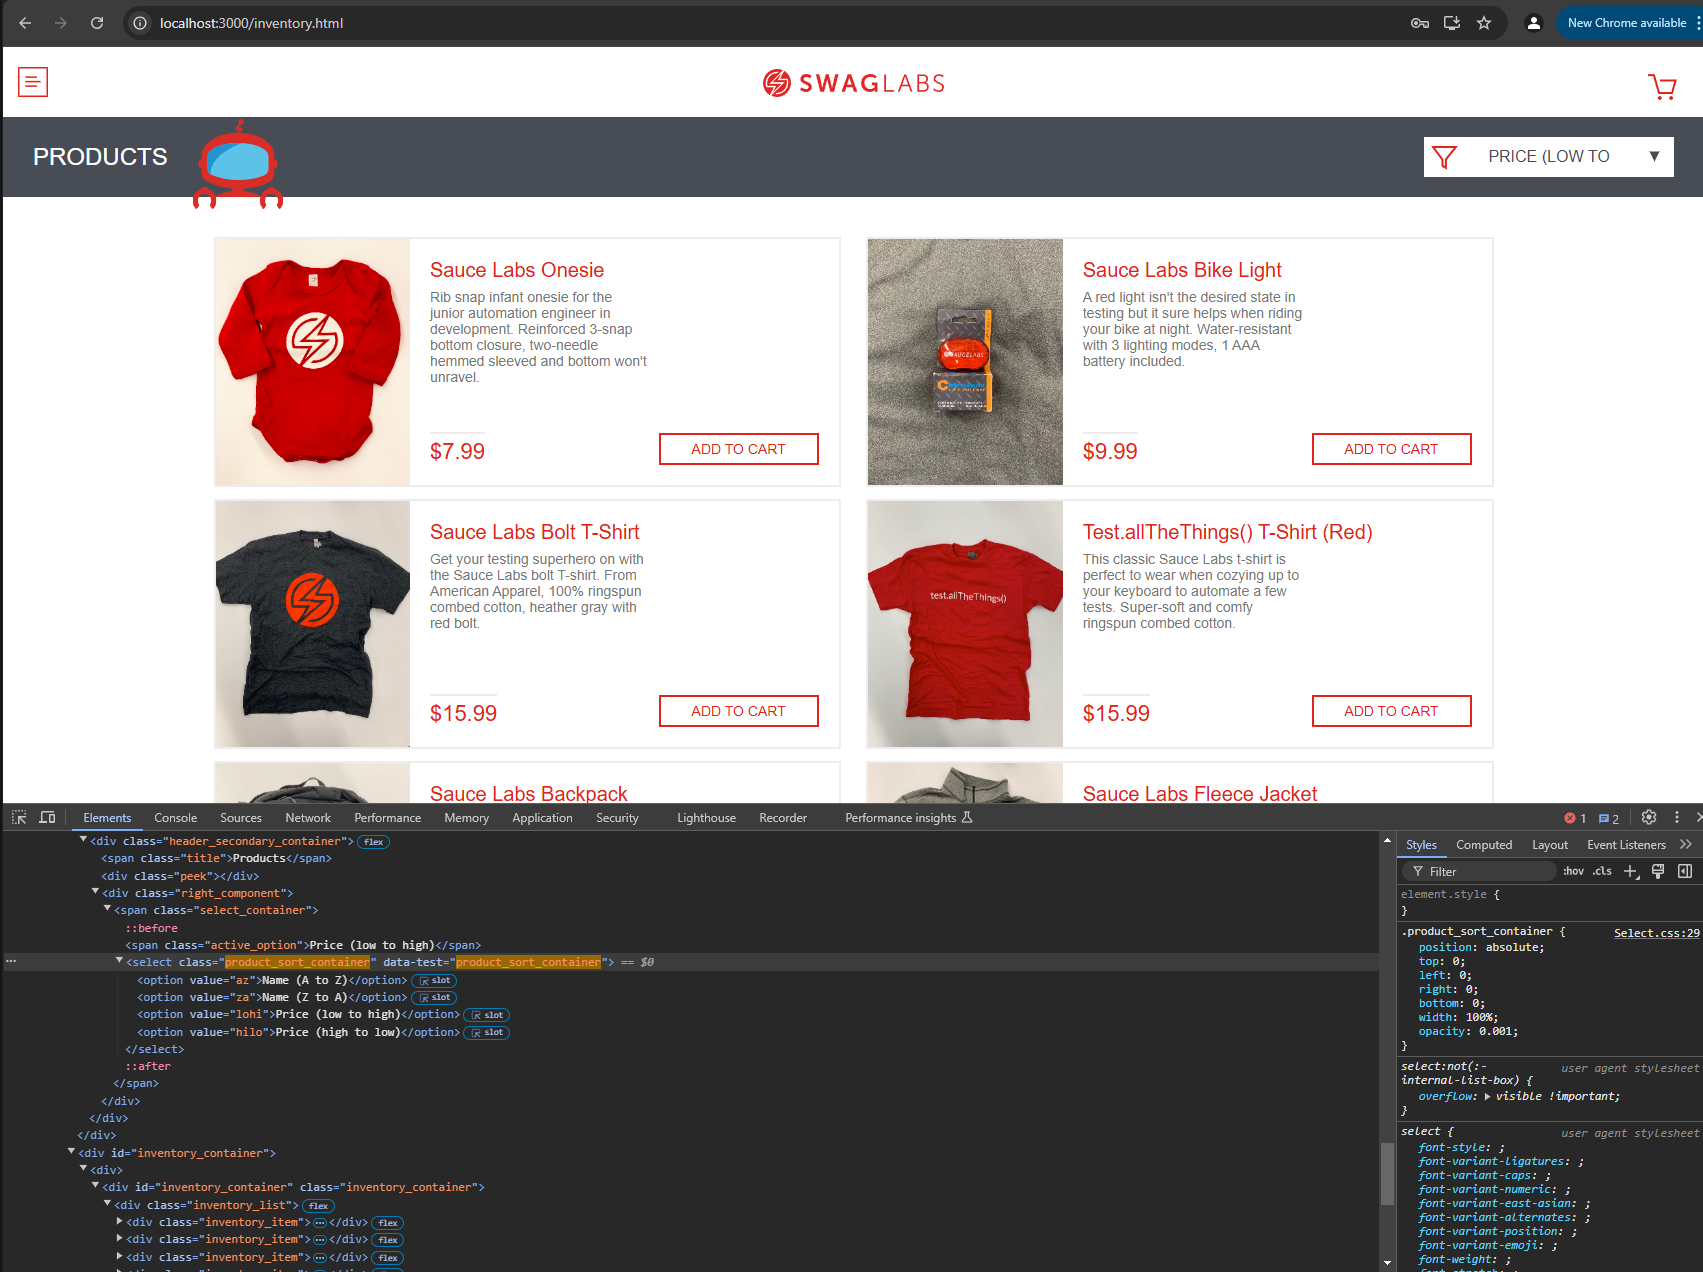 localhost:3000/inventory.html
New Chrome available
SWAGLABS
PRODUCTS
PRICE (LOW TO
Sauce Labs Onesie
Rib snap infant onesie for the
junior automation engineer in
development. Reinforced 3-snap
bottom closure, two-needle
hemmed sleeved and bottom won't
unravel.
$7.99
ADD TO CART
Sauce Labs Bike Light
A red light isn't the desired state in
testing but it sure helps when riding
your bike at night. Water-resistant
with 3 lighting modes, 1 AAA
battery included.
$9.99
ADD TO CART
Sauce Labs Bolt T-Shirt
Get your testing superhero on with
the Sauce Labs bolt T-shirt. From
American Apparel, 100% ringspun
combed cotton, heather gray with
red bolt.
$15.99
ADD TO CART
test.allTheThings()
Test.allTheThings() T-Shirt (Red)
This classic Sauce Labs t-shirt is
perfect to wear when cozying up to
your keyboard to automate a few
tests. Super-soft and comfy
ringspun combed cotton.
$15.99
ADD TO CART
Sauce Labs Backpack
Sauce Labs Fleece Jacket
Elements Console Sources Network Performance Memory Application Security Lighthouse Recorder Performance insights 1 2
<div class="header_secondary_container"> flex
<span class="title">Products</span>
<div class="peek"></div>
<div class="right_component">
<span class="select_container">
::before
<span class="active_option">Price (low to high)</span>
<select class="product_sort_container" data-test="product_sort_container"> == $0
<option value="az">Name (A to Z)</option> slot
<option value="za">Name (Z to A)</option> slot
<option value="lohi">Price (low to high)</option> slot
<option value="hilo">Price (high to low)</option> slot
</select>
::after
</span>
</div>
</div>
</div>
<div id="inventory_container">
<div>
<div id="inventory_container" class="inventory_container">
<div class="inventory_list"> flex
<div class="inventory_item"> … </div> flex
<div class="inventory_item"> … </div> flex
<div class="inventory_item"> … </div> flex
Styles Computed Layout Event Listeners
Filter :hov .cls
element.style {
}
.product_sort_container { Select.css:29
position: absolute;
top: 0;
left: 0;
right: 0;
bottom: 0;
width: 100%;
opacity: 0.001;
}
select:not(:- user agent stylesheet
internal-list-box) {
overflow: visible !important;
}
select { user agent stylesheet
font-style: ;
font-variant-ligatures: ;
font-variant-caps: ;
font-variant-numeric: ;
font-variant-east-asian: ;
font-variant-alternates: ;
font-variant-position: ;
font-variant-emoji: ;
font-weight: ;
font-stretch: ;